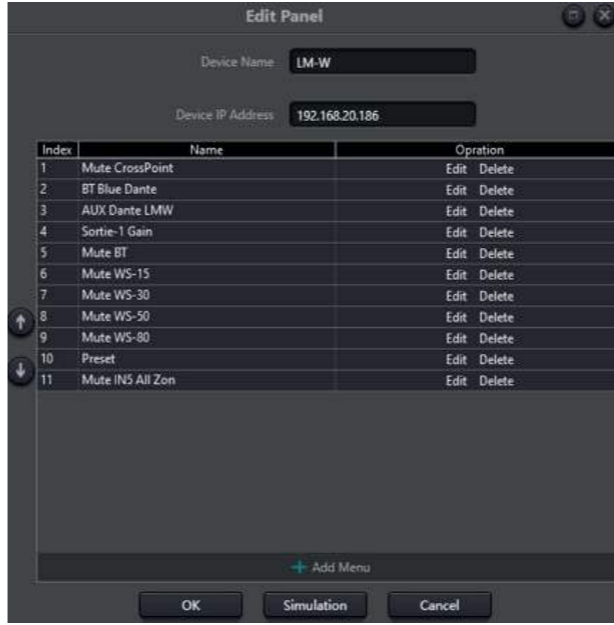 Edit Panel
Device Name LM-W
Device IP Address 192.168.20.186
Index Name Opration
1 Mute CrossPoint Edit Delete
2 BT Blue Dante Edit Delete
3 AUX Dante LMW Edit Delete
4 Sortie-1 Gain Edit Delete
5 Mute BT Edit Delete
6 Mute WS-15 Edit Delete
7 Mute WS-30 Edit Delete
8 Mute WS-50 Edit Delete
9 Mute WS-80 Edit Delete
10 Preset Edit Delete
11 Mute IN5 All Zon Edit Delete
+ Add Menu
OK Simulation Cancel